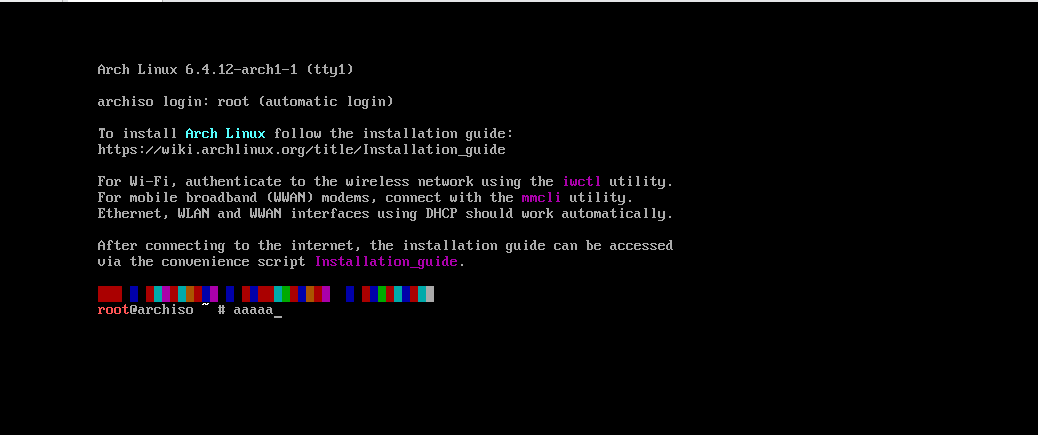 Arch Linux 6.4.12-arch1-1 (tty1)
archiso login: root (automatic login)
To install Arch Linux follow the installation guide:
https://wiki.archlinux.org/title/Installation_guide
For Wi-Fi, authenticate to the wireless network using the iwctl utility.
For mobile broadband (WWAN) modems, connect with the mmcli utility.
Ethernet, WLAN and WWAN interfaces using DHCP should work automatically.
After connecting to the internet, the installation guide can be accessed
via the convenience script Installation_guide.
root@archiso ~ # aaaaa_